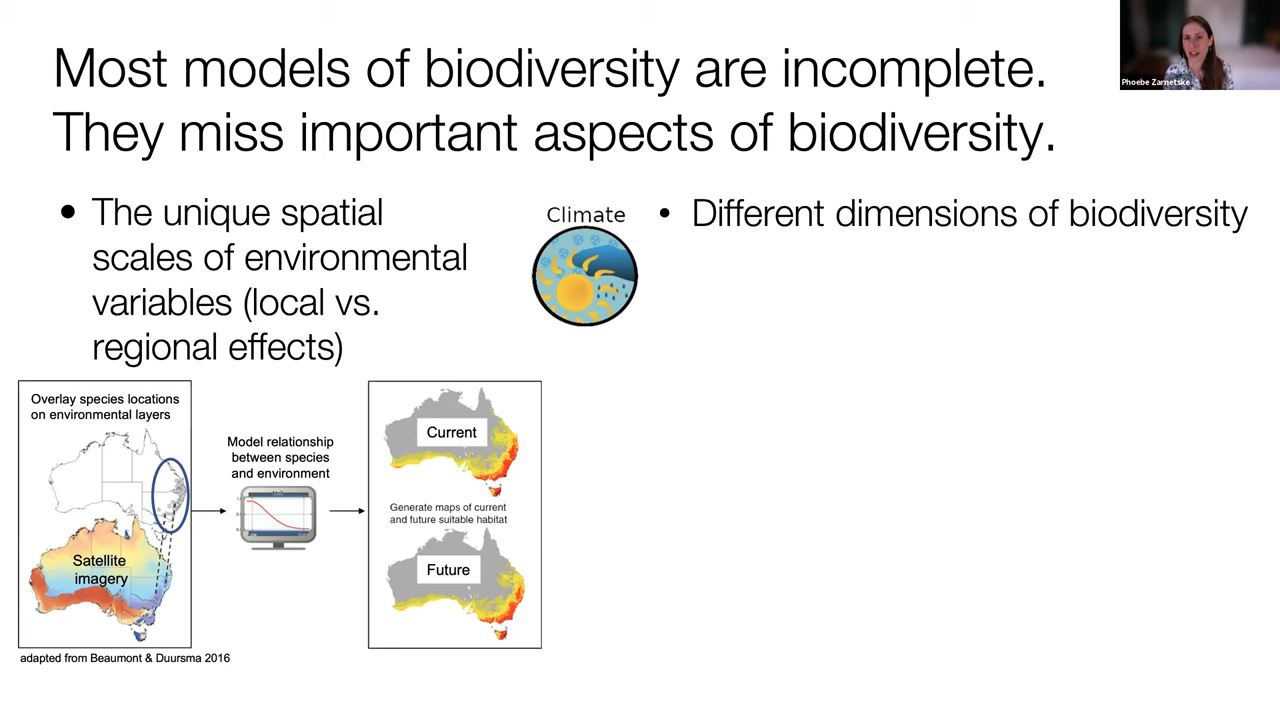 Most models of biodiversity are incomplete.
They miss important aspects of biodiversity.
Phoebe Zarnetske
• The unique spatial
scales of environmental
variables (local vs.
regional effects)
Climate
• Different dimensions of biodiversity
Overlay species locations
on environmental layers
Satellite
imagery
Model relationship
between species
and environment
Current
Generate maps of current
and future suitable habitat
Future
adapted from Beaumont & Duursma 2016